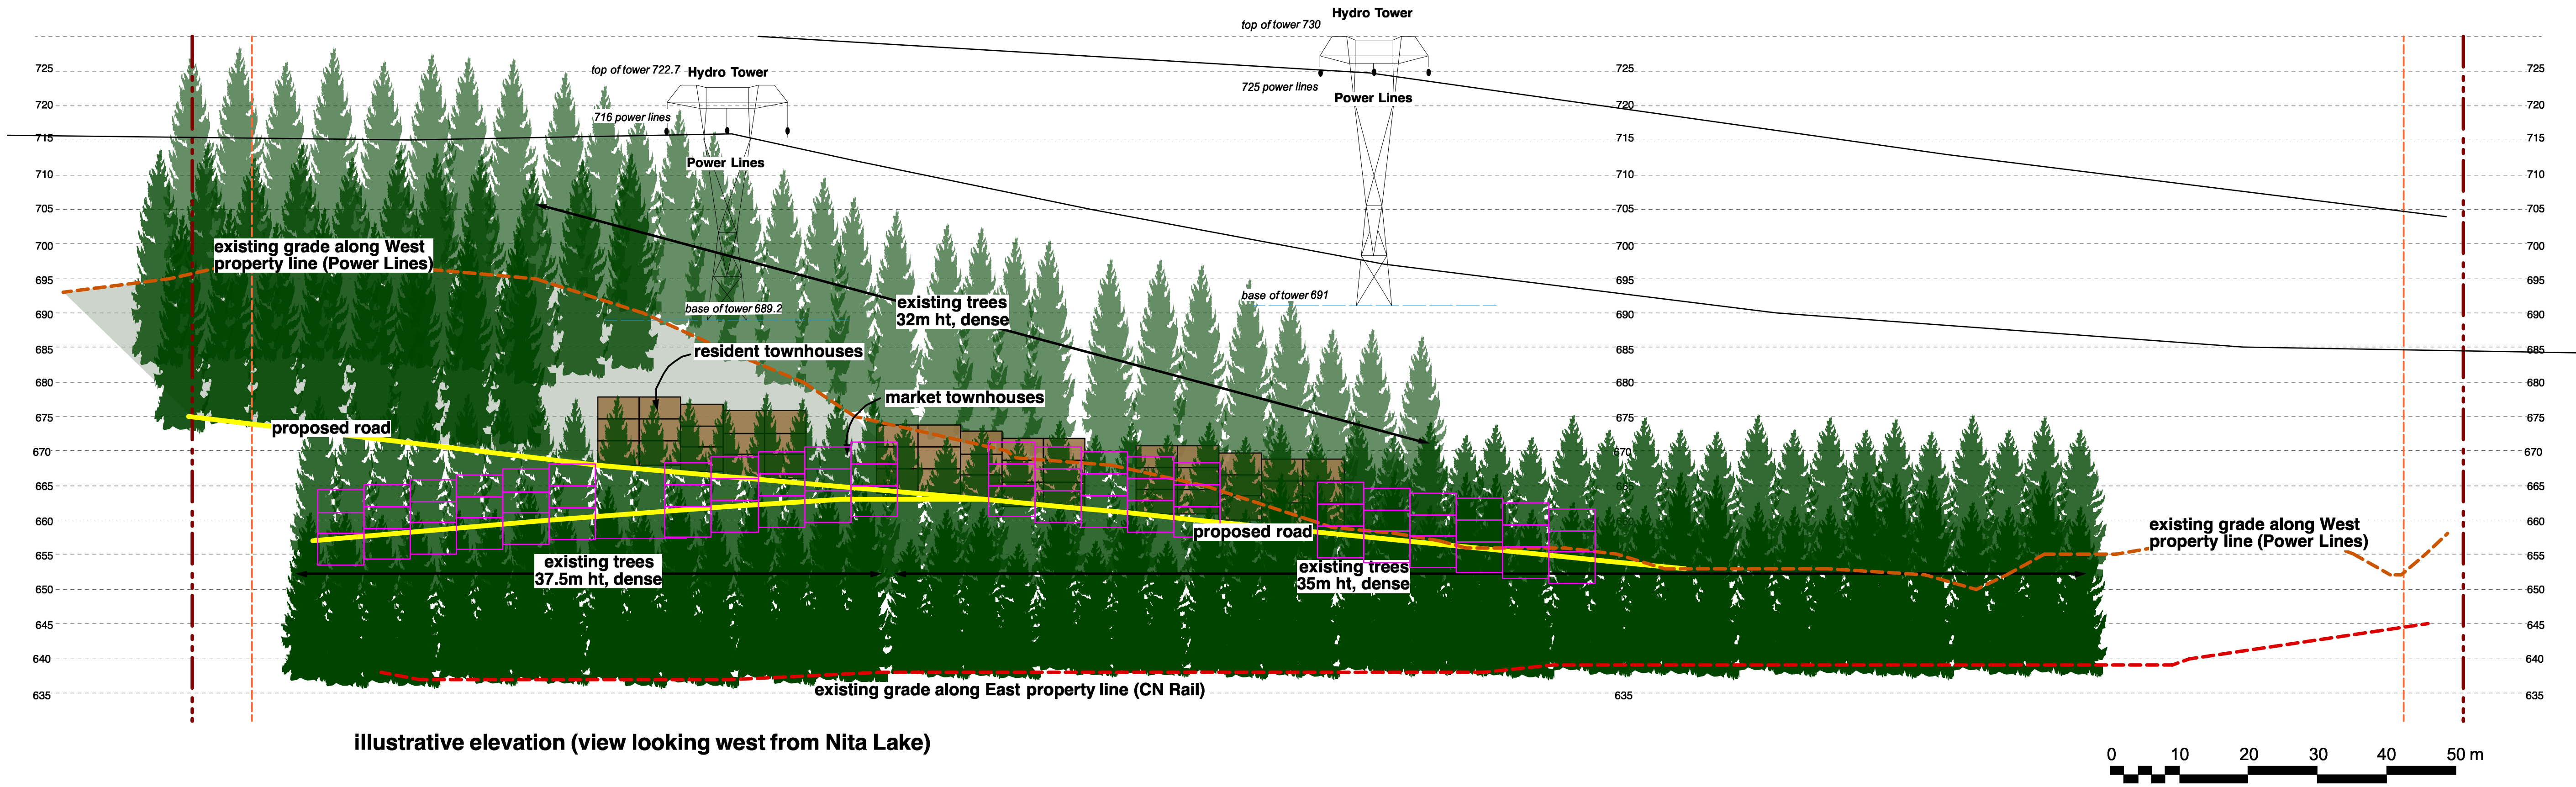 Hydro Tower
top of tower 730
Hydro Tower
top of tower 722.7
725 power lines
Power Lines
716 power lines
Power Lines
725
720
715
710
705
700
695
690
685
680
675
670
665
660
655
650
645
640
635
existing grade along West
property line (Power Lines)
base of tower 689.2
base of tower 691
existing trees
32m ht, dense
resident townhouses
market townhouses
proposed road
proposed road
existing trees
37.5m ht, dense
existing trees
35m ht, dense
725
720
715
710
705
700
695
690
685
680
675
670
665
635
existing grade along West
property line (Power Lines)
725
720
715
710
705
700
695
690
685
680
675
670
665
660
655
650
645
640
635
existing grade along East property line (CN Rail)
illustrative elevation (view looking west from Nita Lake)
0 10 20 30 40 50 m